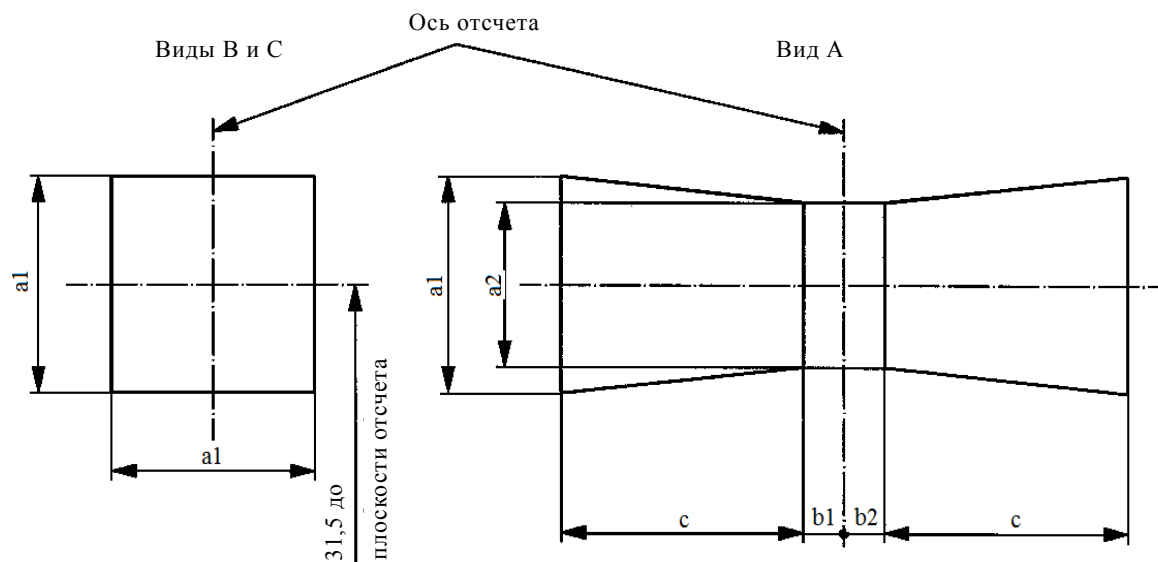 Ось отсчета
Виды В и С
Вид А
a1
a1
31,5 до
плоскости отсчета
a1
a2
c
b1
b2
c